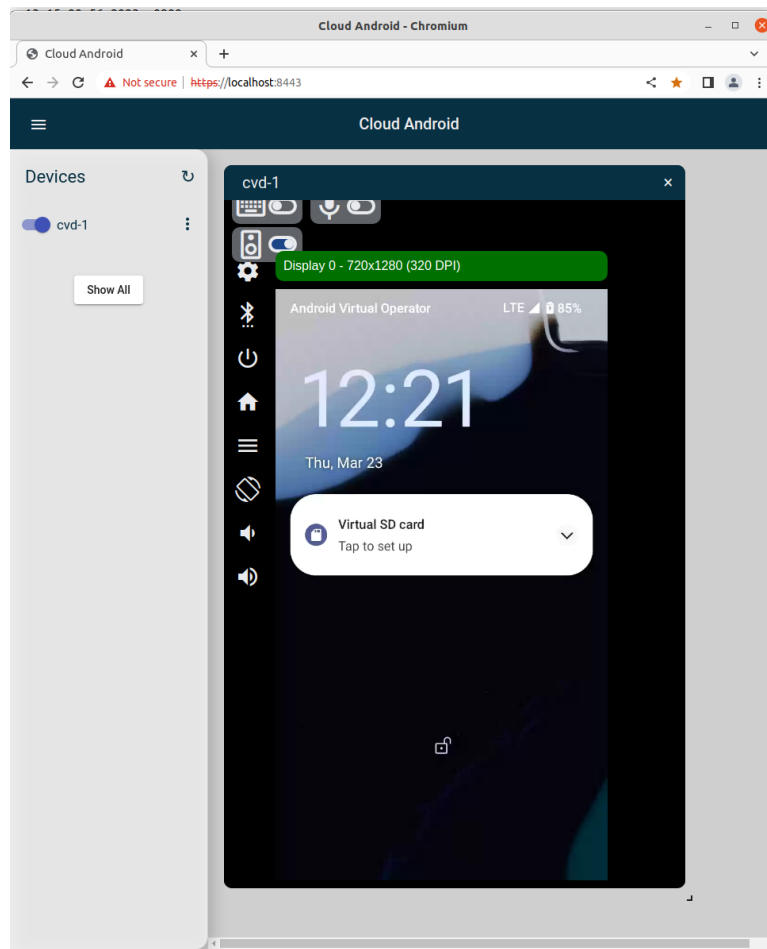 Cloud Android - Chromium
Cloud Android
Not secure | https://localhost:8443
Cloud Android
Devices
cvd-1
Show All
cvd-1
Display 0 - 720x1280 (320 DPI)
Android Virtual Operator LTE 85%
12:21
Thu, Mar 23
Virtual SD card
Tap to set up